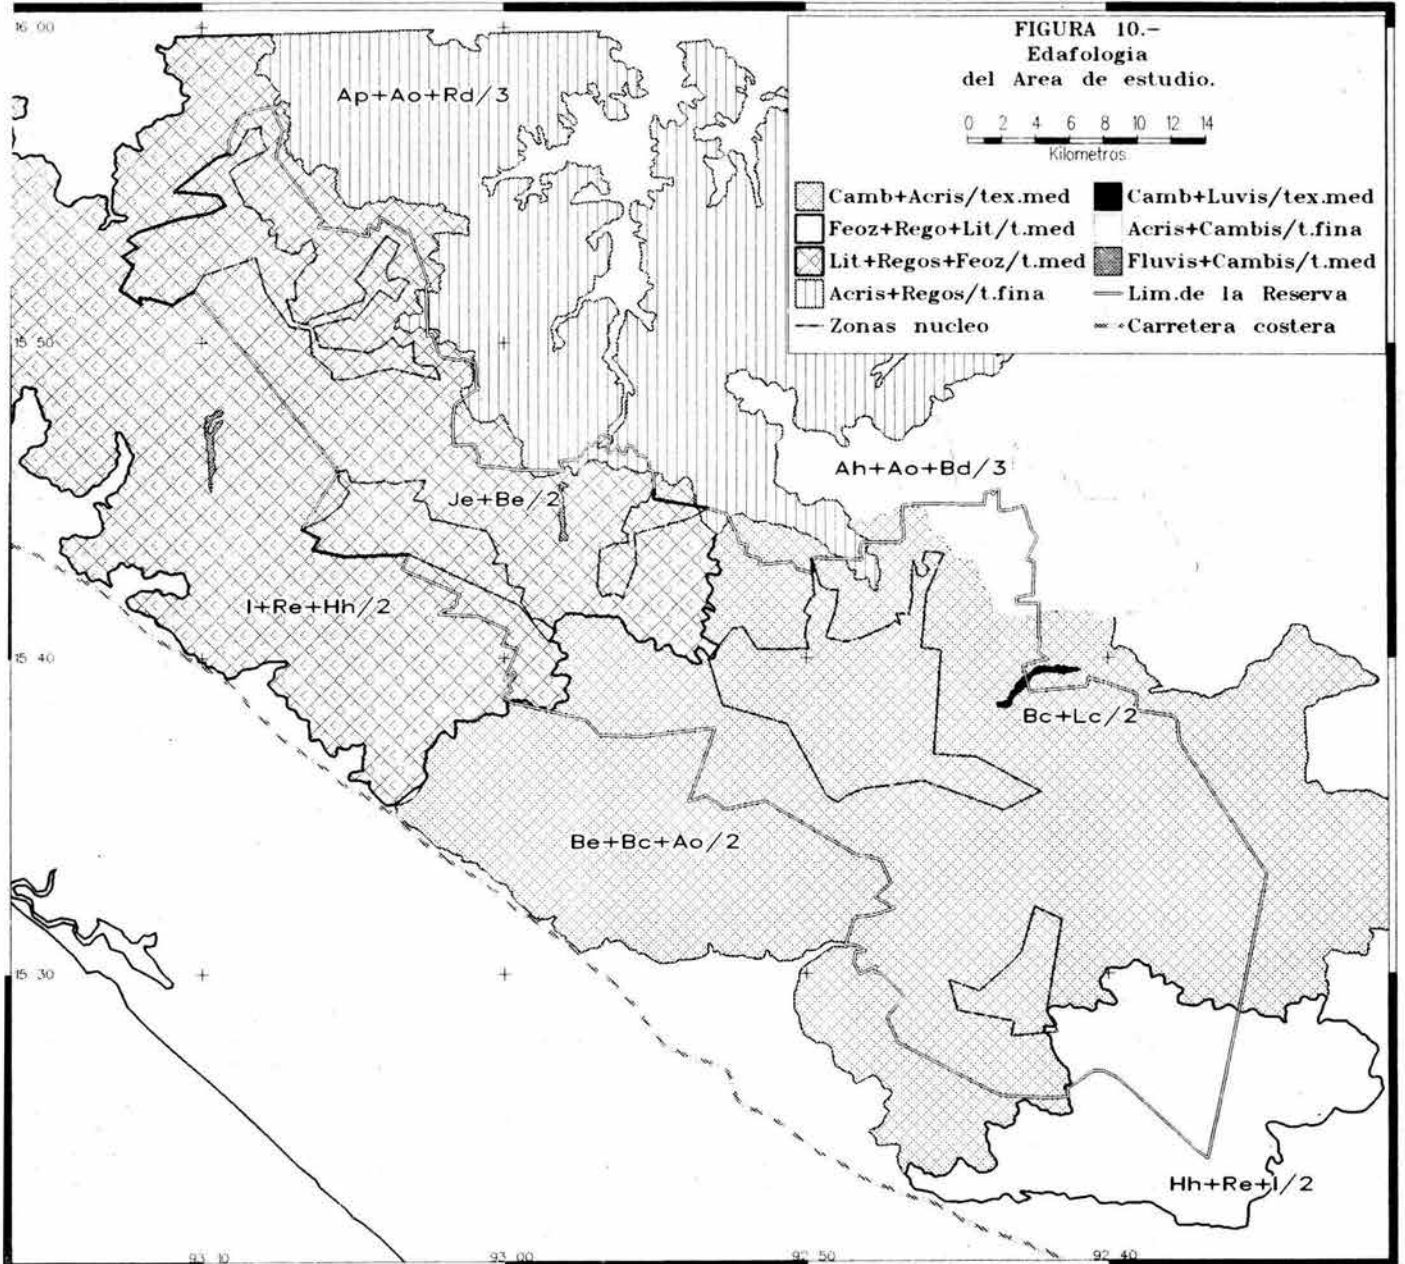 16 00
FIGURA 10.-
Edafologia
del Area de estudio.
0 2 4 6 8 10 12 14
Kilometros
Camb+Acris/tex.med
Camb+Luvis/tex.med
Feoz+Rego+Lit/t.med
Acris+Cambis/t.fina
Lit+Regos+Feoz/t.med
Fluvis+Cambis/t.med
Acris+Regos/t.fina
Lim.de la Reserva
Zonas nucleo
Carretera costera
Ap+Ao+Rd/3
15 50
Ah+Ao+Bd/3
Je+Be/2
I+Re+Hh/2
15 40
Bc+Lc/2
Be+Bc+Ao/2
15 30
Hh+Re+I/2
93 10
93 00
92 50
92 40